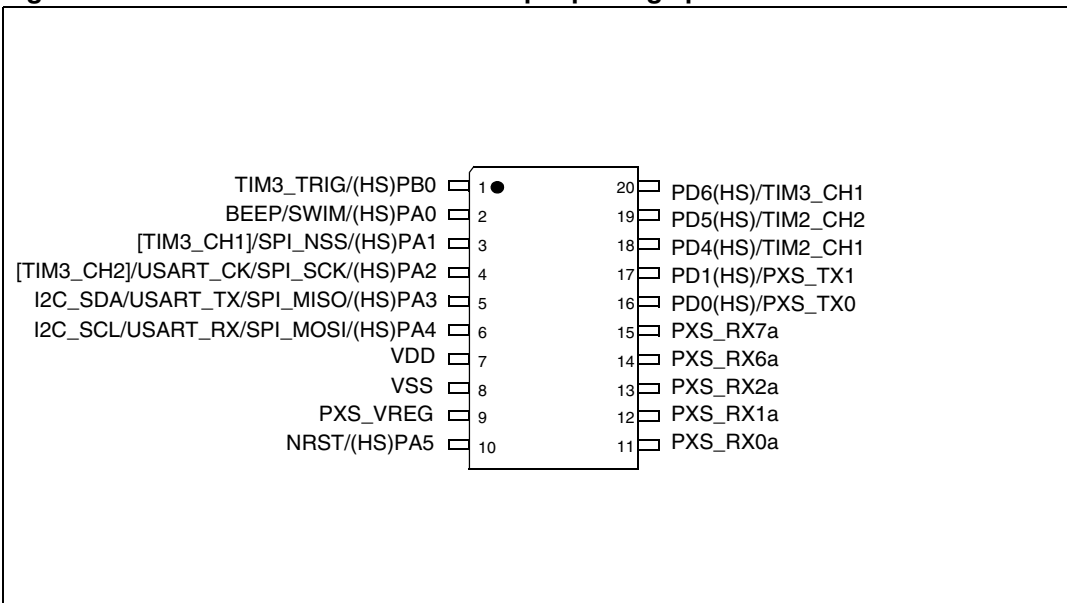 TIM3_TRIG/(HS)PB0 1 20 PD6(HS)/TIM3_CH1
BEEP/SWIM/(HS)PA0 2 19 PD5(HS)/TIM2_CH2
[TIM3_CH1]/SPI_NSS/(HS)PA1 3 18 PD4(HS)/TIM2_CH1
[TIM3_CH2]/USART_CK/SPI_SCK/(HS)PA2 4 17 PD1(HS)/PXS_TX1
I2C_SDA/USART_TX/SPI_MISO/(HS)PA3 5 16 PD0(HS)/PXS_TX0
I2C_SCL/USART_RX/SPI_MOSI/(HS)PA4 6 15 PXS_RX7a
VDD 7 14 PXS_RX6a
VSS 8 13 PXS_RX2a
PXS_VREG 9 12 PXS_RX1a
NRST/(HS)PA5 10 11 PXS_RX0a